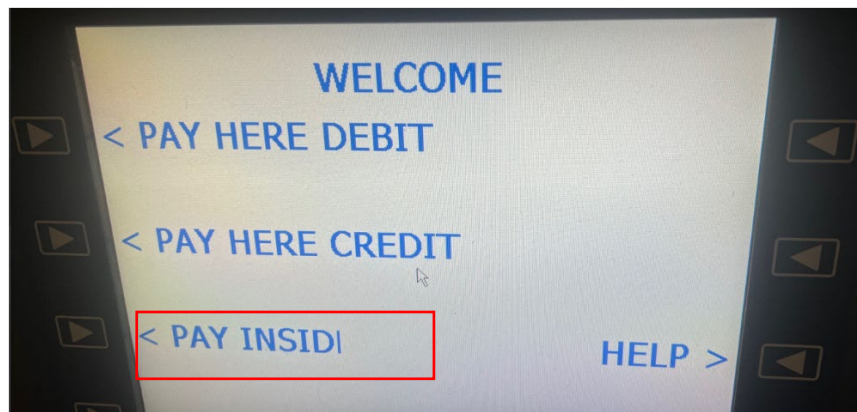 WELCOME
< PAY HERE DEBIT
< PAY HERE CREDIT
< PAY INSID
HELP >